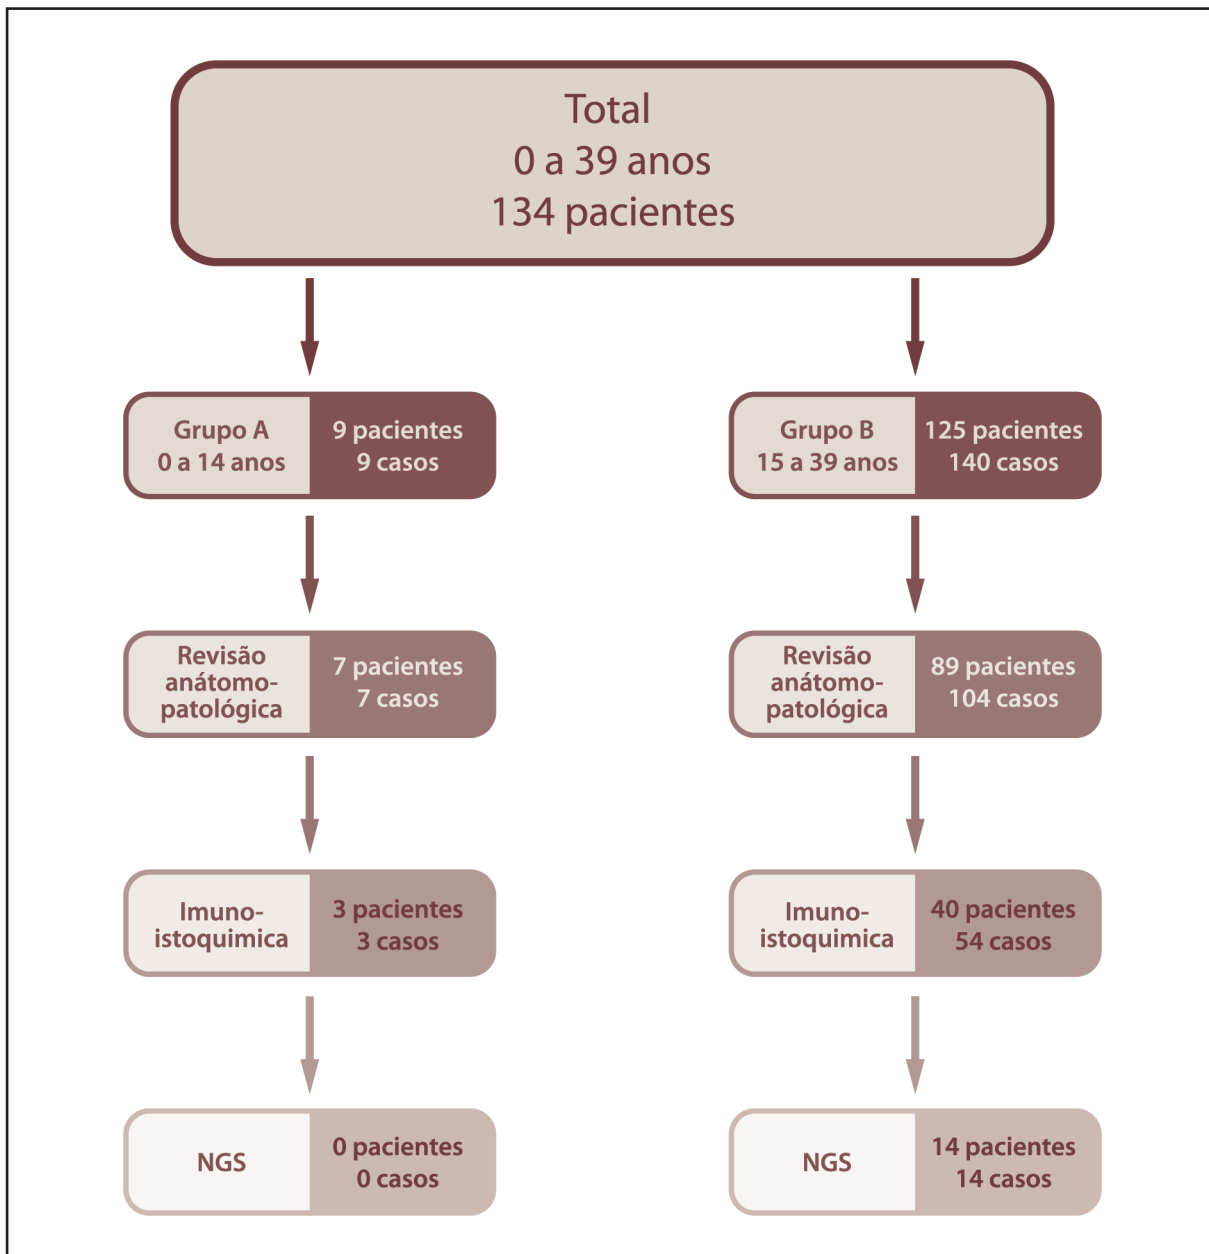 Total
0 a 39 anos
134 pacientes
Grupo A
0 a 14 anos
9 pacientes
9 casos
Grupo B
15 a 39 anos
125 pacientes
140 casos
Revisão
anátomo-
patológica
7 pacientes
7 casos
Revisão
anátomo-
patológica
89 pacientes
104 casos
Imuno-
istoquimica
3 pacientes
3 casos
Imuno-
istoquimica
40 pacientes
54 casos
NGS
0 pacientes
0 casos
NGS
14 pacientes
14 casos